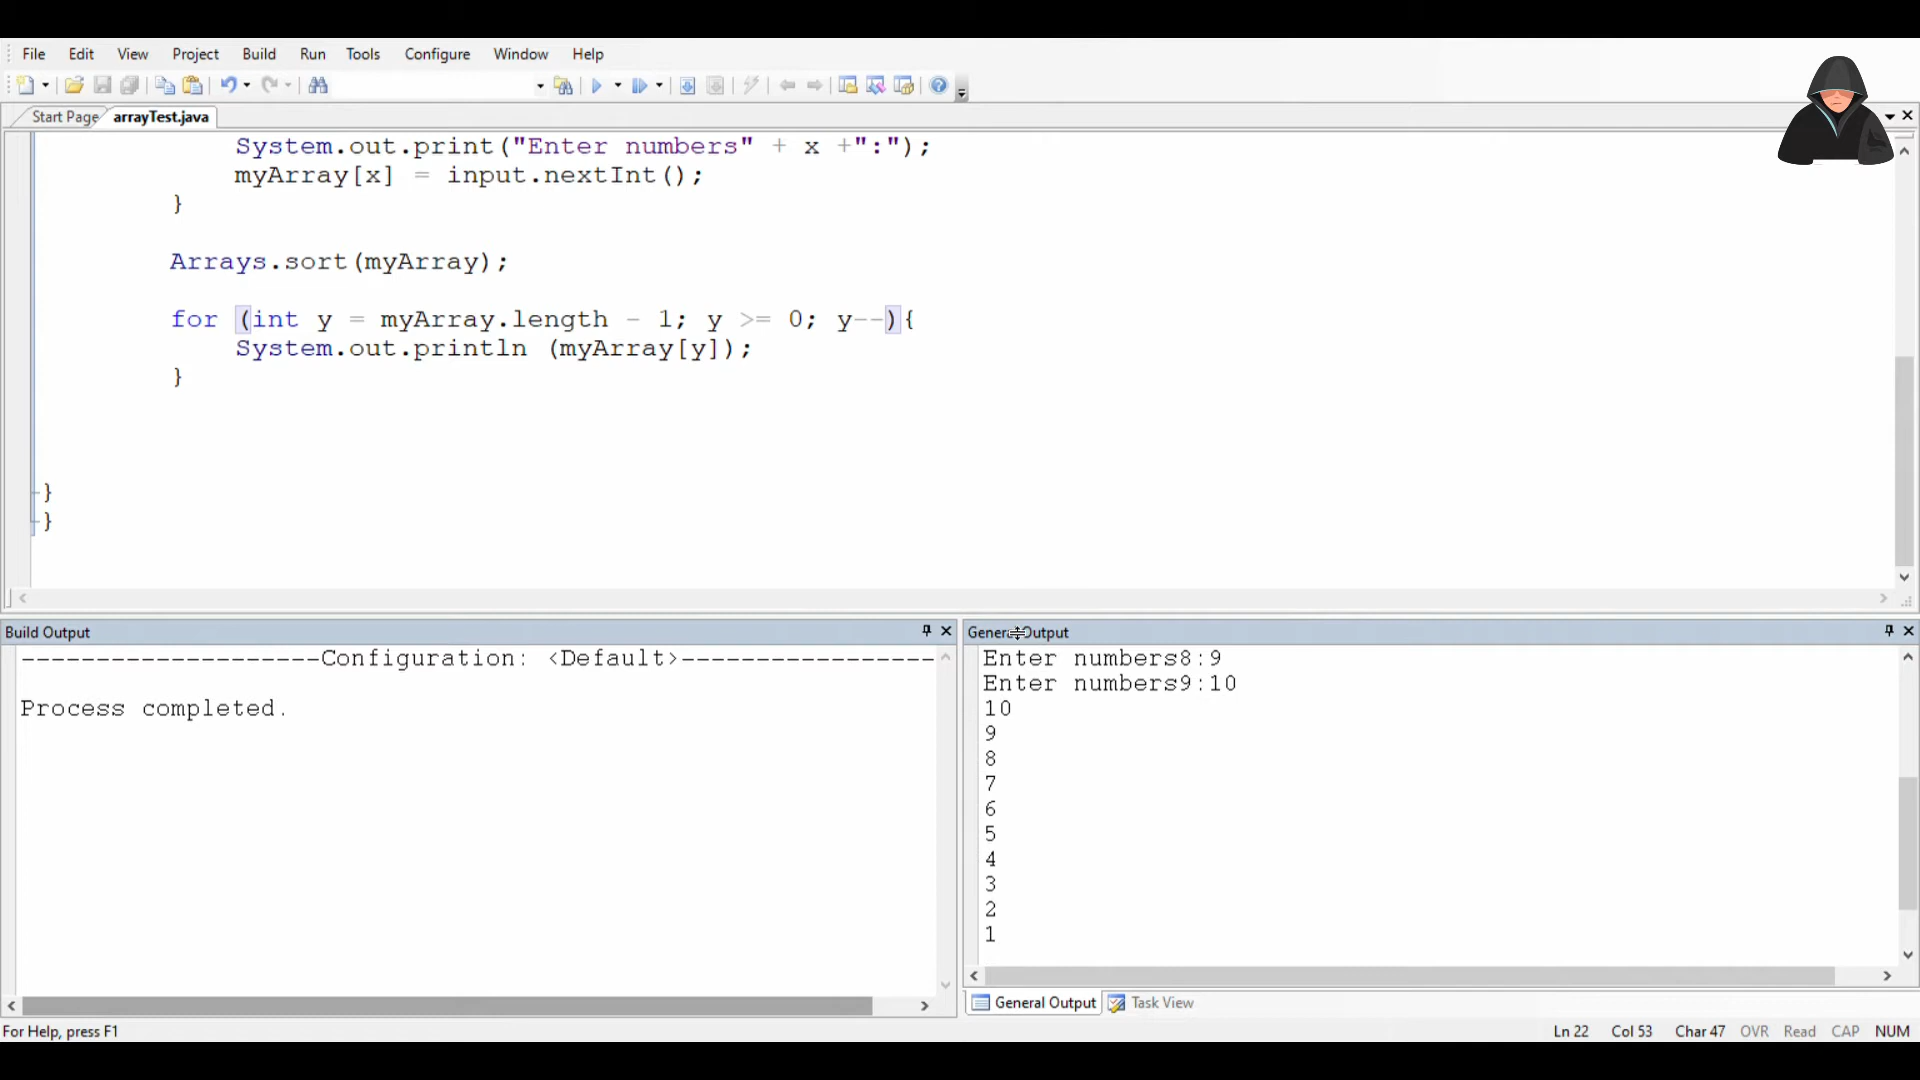 File Edit View Project Build Run Tools Configure Window Help
Start Page arrayTest.java
System.out.print("Enter numbers" + x +":");
myArray[x] = input.nextInt();
}
Arrays.sort(myArray);
for (int y = myArray.length - 1; y >= 0; y--){
System.out.println (myArray[y]);
}
}
}
Build Output
--------------------Configuration: <Default>-----------------
Process completed.
General Output
Enter numbers8:9
Enter numbers9:10
10
9
8
7
6
5
4
3
2
1
General Output Task View
For Help, press F1
Ln 22 Col 53 Char 47 OVR Read CAP NUM